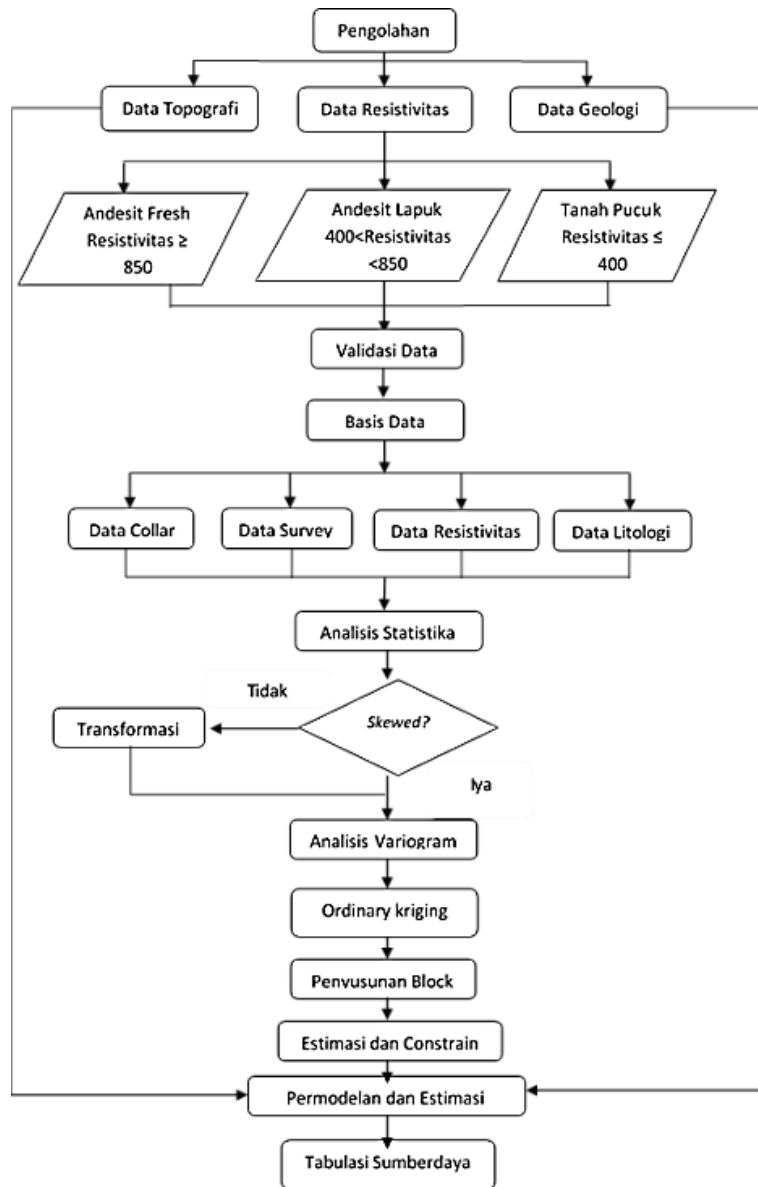 Pengolahan
Data Topografi
Data Resistivitas
Data Geologi
Andesit Fresh
Resistivitas ≥
850
Andesit Lapuk
400<Resistivitas
<850
Tanah Pucuk
Resistivitas ≤
400
Validasi Data
Basis Data
Data Collar
Data Survey
Data Resistivitas
Data Litologi
Analisis Statistika
Tidak
Transformasi
Skewed?
Iya
Analisis Variogram
Ordinary kriging
Penvusunan Block
Estimasi dan Constrain
Permodelan dan Estimasi
Tabulasi Sumberdaya